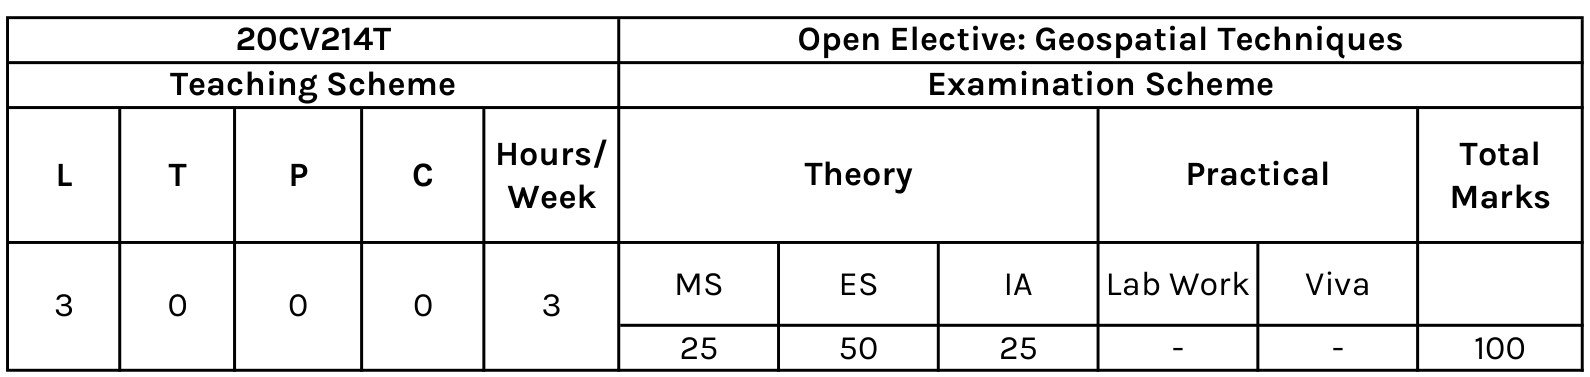 20CV214T Open Elective: Geospatial Techniques
Teaching Scheme Examination Scheme
L T P C Hours/ Week Theory Practical Total Marks
3 0 0 0 3 MS ES IA Lab Work Viva
25 50 25 - - 100